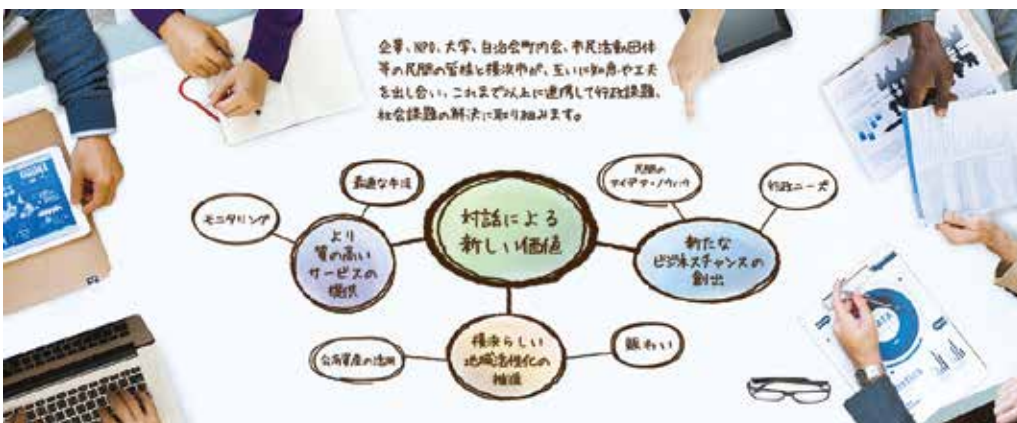 企業、NPO、大学、自治会町内会、市民活動団体
等の民間の皆様と横浜市が、互いに知恵や工夫
を出し合い、これまで以上に連携して行政課題、
社会課題の解決に取り組みます。
最適な手法
民間の
アイデア・ノウハウ
行政ニーズ
モニタリング
対話による
新しい価値
より
質の高い
サービスの
提供
新たな
ビジネスチャンスの
創出
公有資産の活用
横浜らしい
地域活性化の
推進
賑わい
DATA